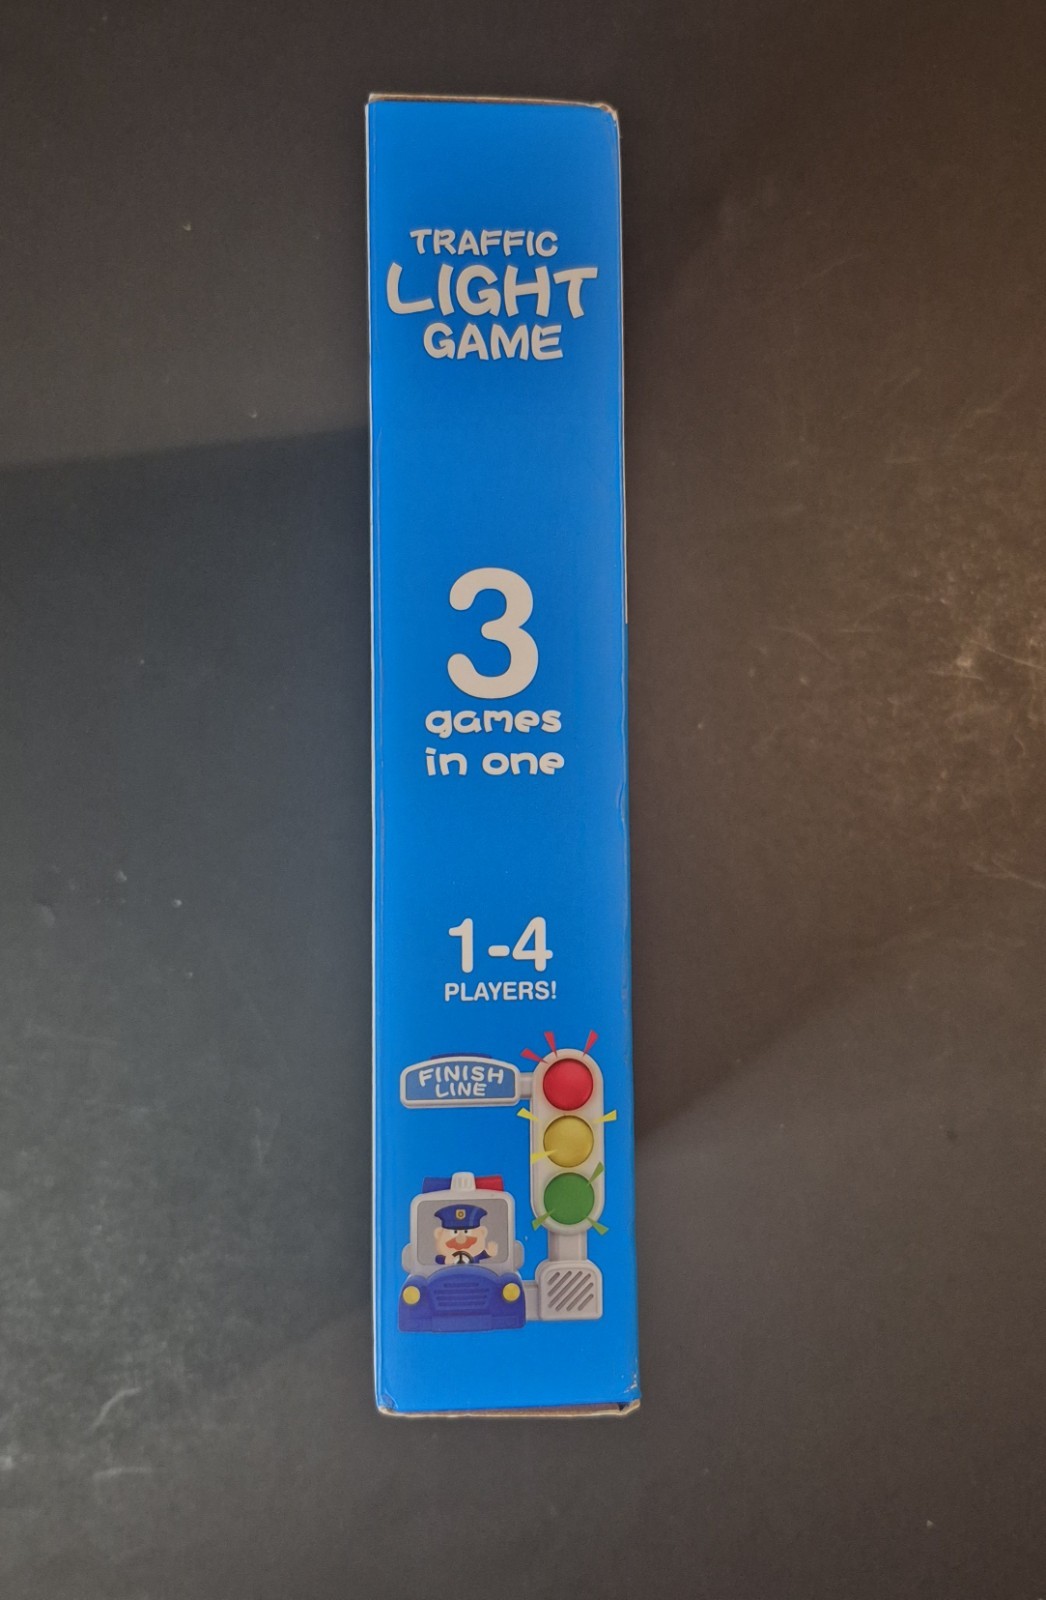 TRAFFIC
LIGHT
GAME
3
games
in one
1-4
PLAYERS!
FINISH
LINE